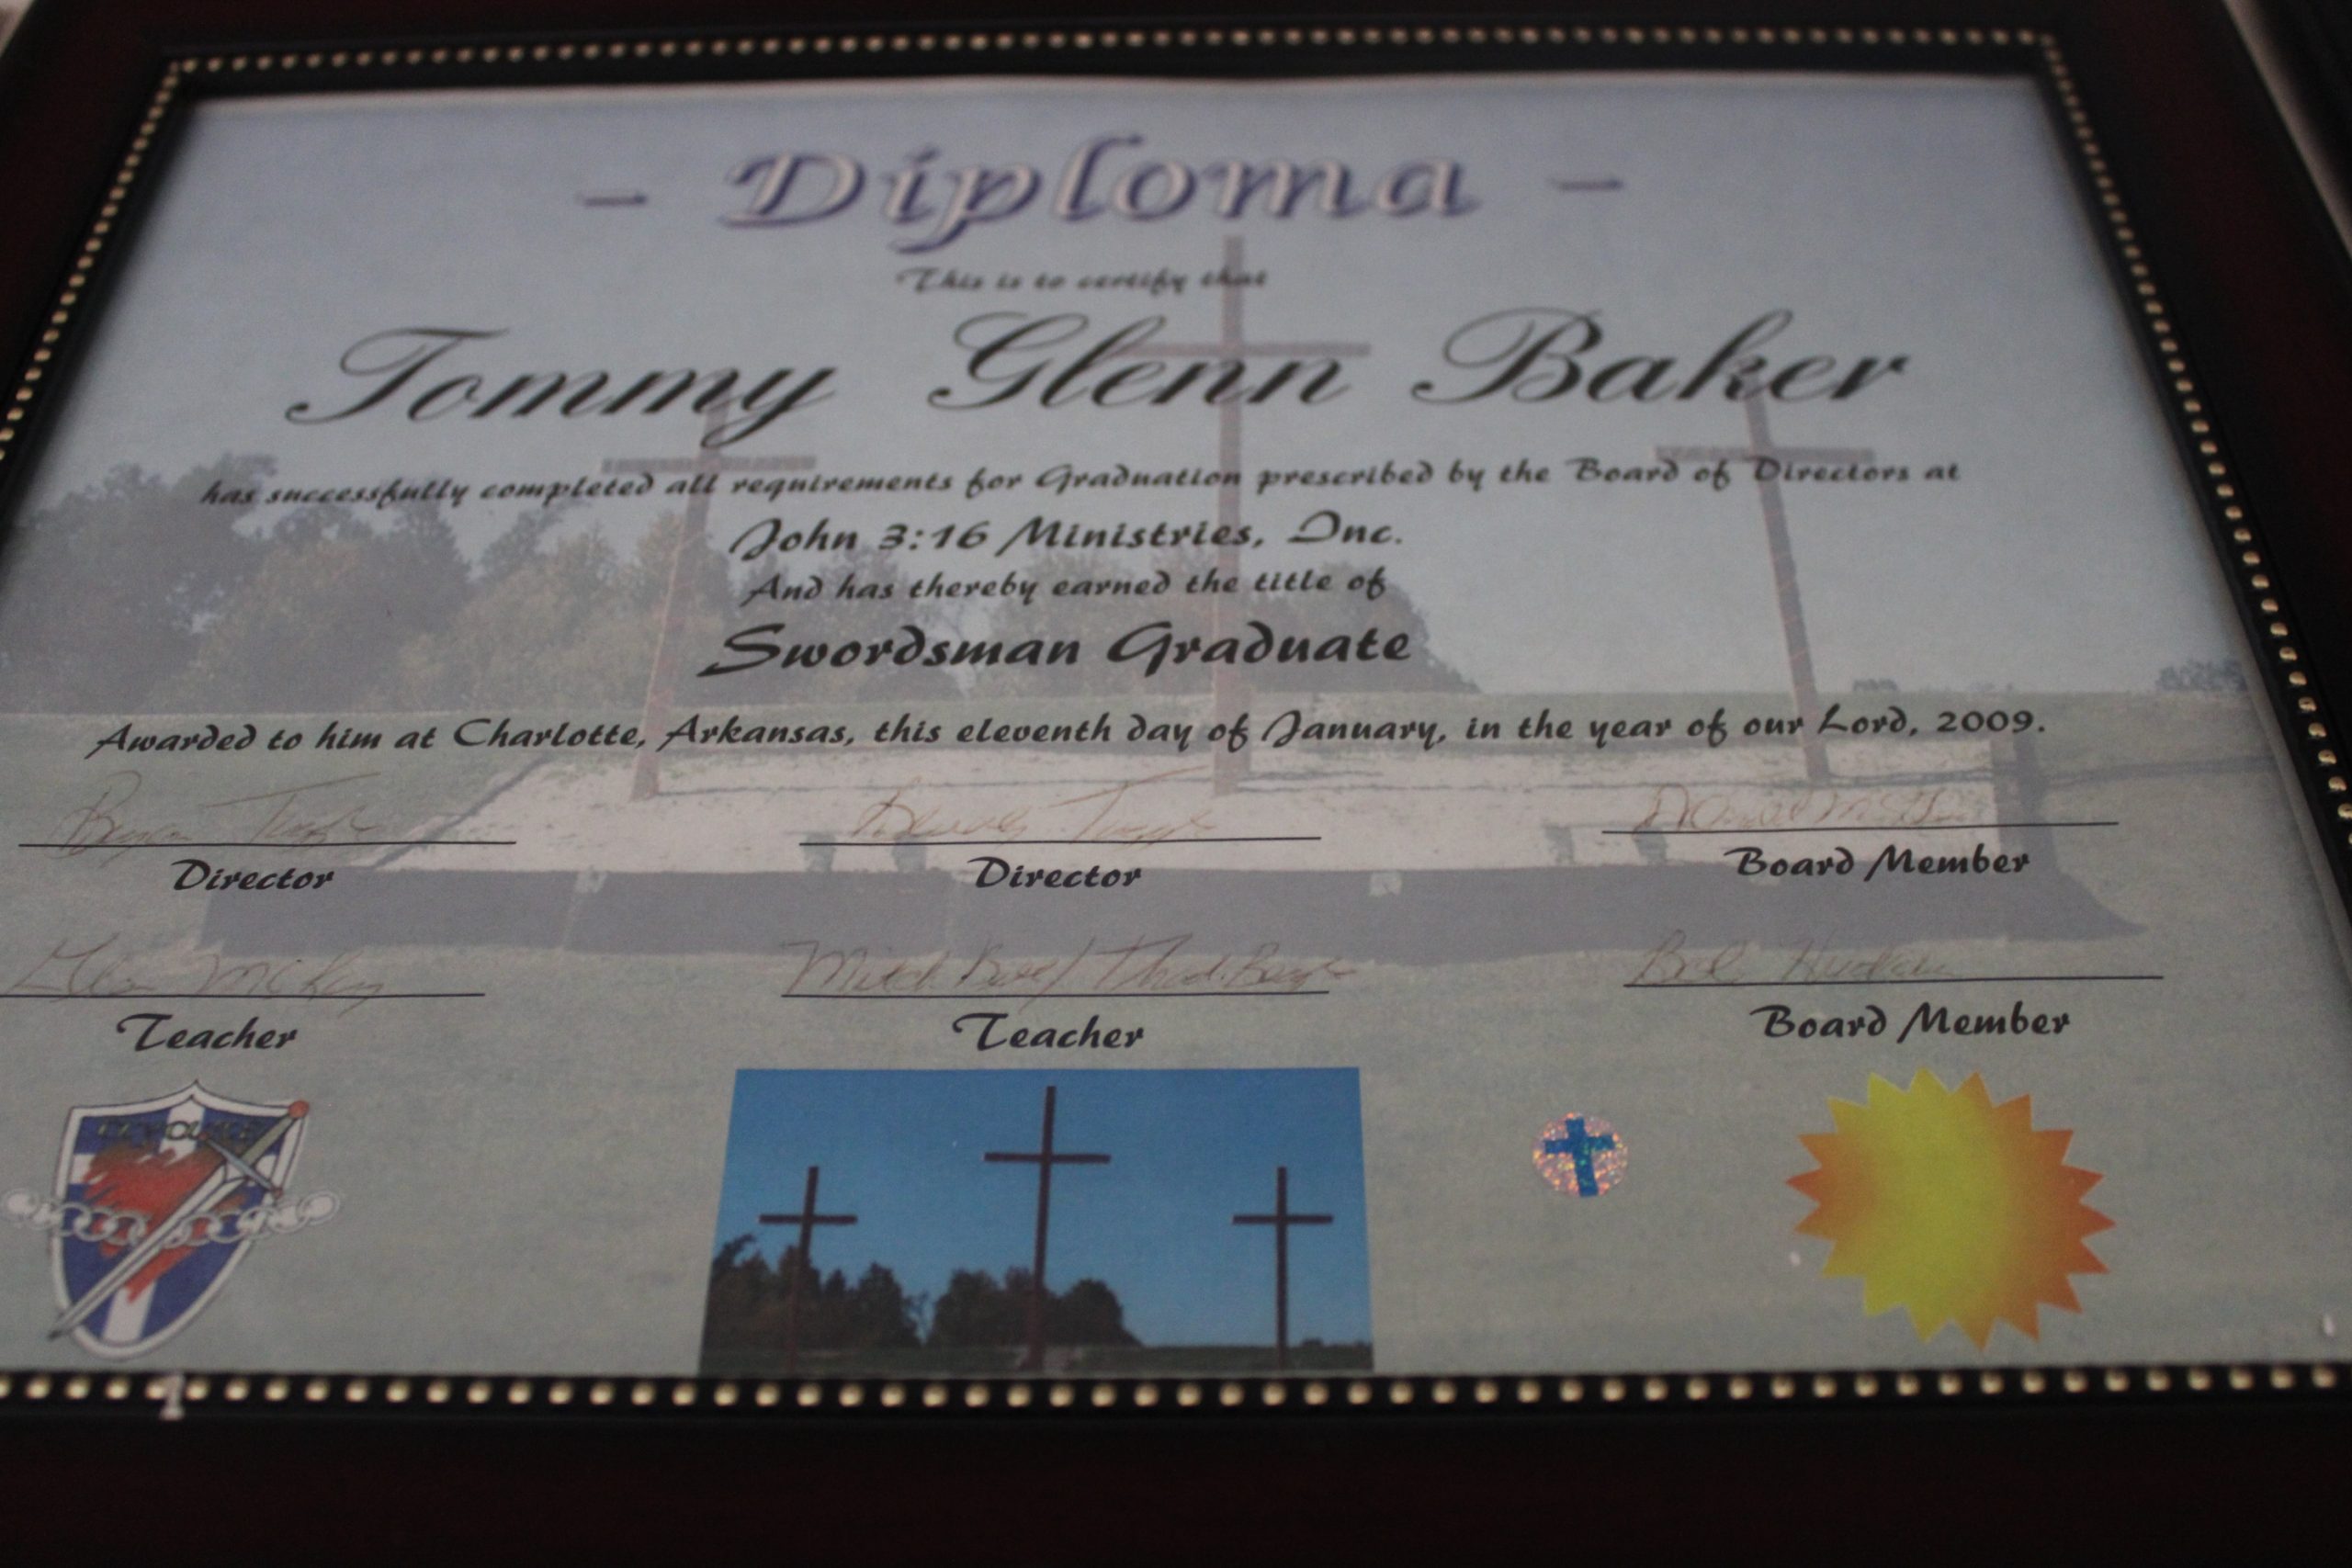 - Diploma -
This is to certify that
Tommy Glenn Baker
has successfully completed all requirements for Graduation prescribed by the Board of Directors at
John 3:16 Ministries, Inc.
And has thereby earned the title of
Swordsman Graduate
Awarded to him at Charlotte, Arkansas, this eleventh day of January, in the year of our Lord, 2009.
Director Director Board Member
Teacher Teacher Board Member